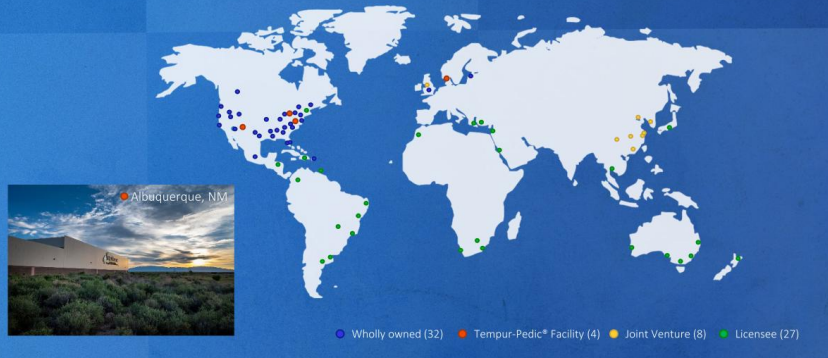 Albuquerque, NM
Wholly owned (32)
Tempur-Pedic® Facility (4)
Joint Venture (8)
Licensee (27)